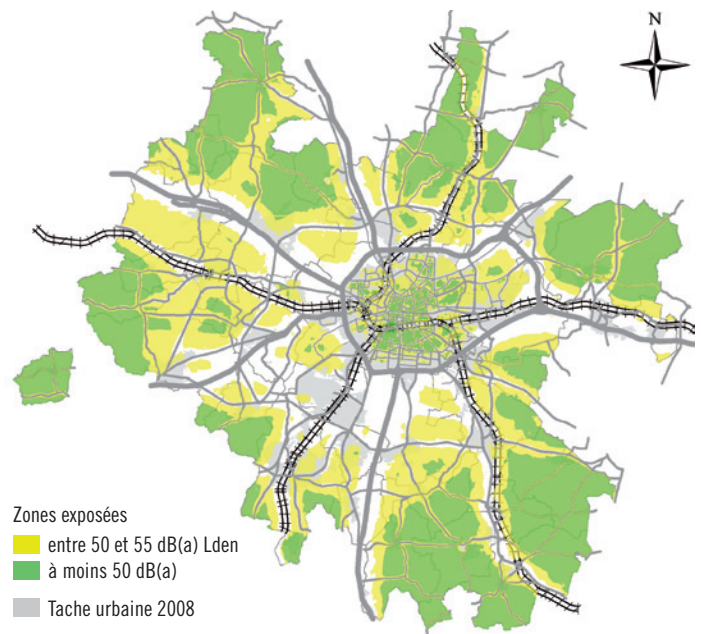 N
Zones exposées
entre 50 et 55 dB(a) Lden
à moins 50 dB(a)
Tache urbaine 2008